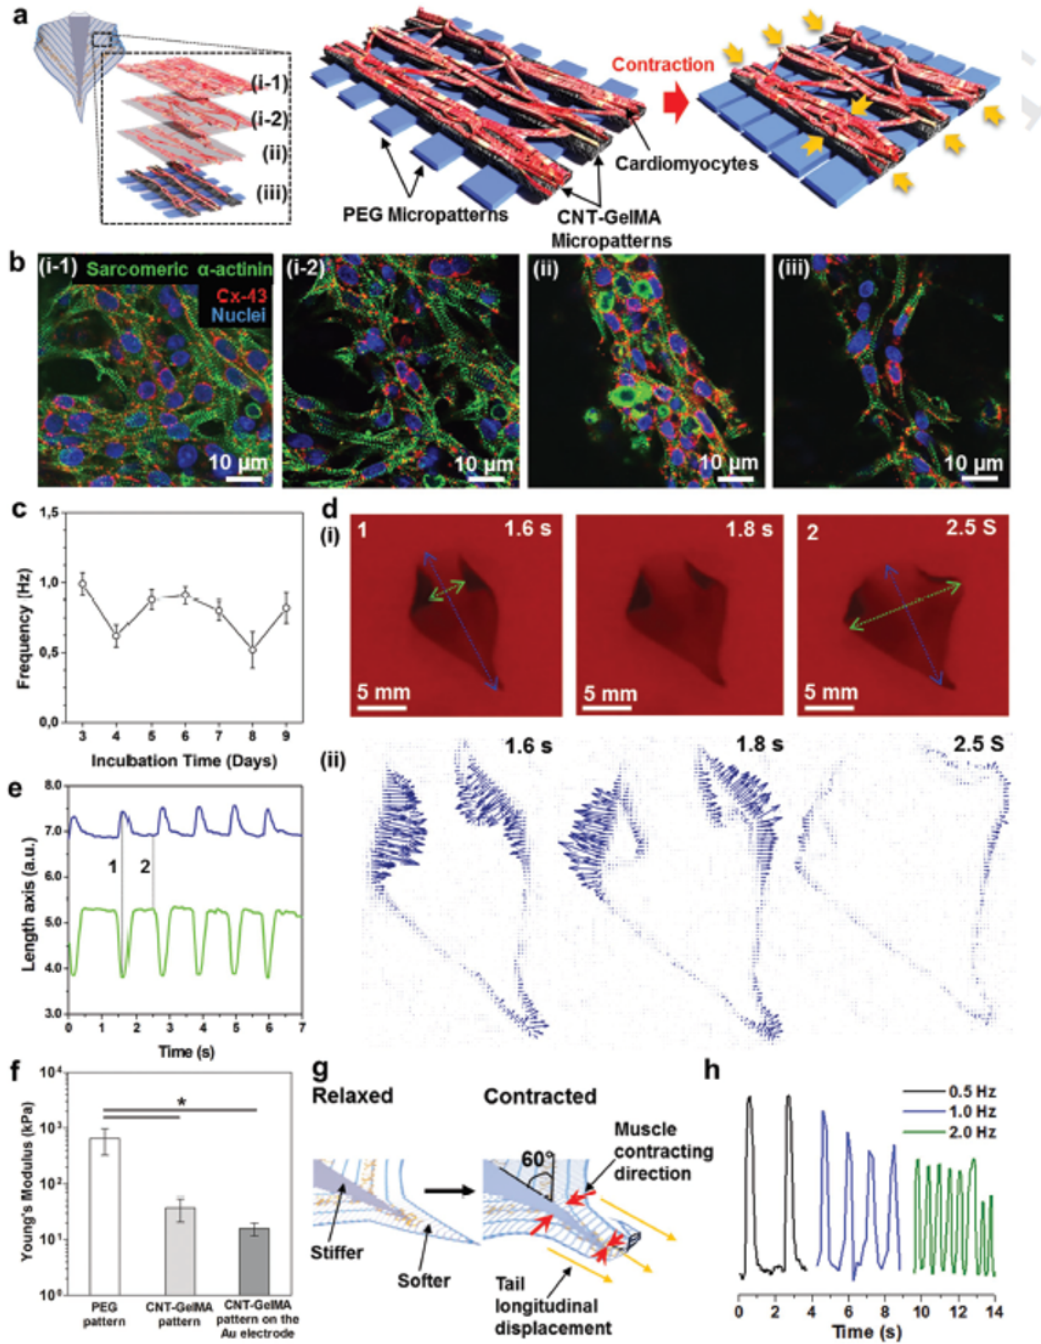 a
(i-1)
(i-2)
(ii)
(iii)
Contraction
Cardiomyocytes
PEG Micropatterns
CNT-GelMA
Micropatterns
b
(i-1)
Sarcomeric α-actinin
Cx-43
Nuclei
10 µm
(i-2)
10 µm
(ii)
10 µm
(iii)
10 µm
c
1,5
1,0
0,5
0,0
Frequency (Hz)
3 4 5 6 7 8 9
Incubation Time (Days)
d
(i)
1
1.6 s
5 mm
1.8 s
5 mm
2
2.5 S
5 mm
(ii)
1.6 s
1.8 s
2.5 S
e
8.0
7.0
6.0
5.0
4.0
3.0
Length axis (a.u.)
1
2
0 1 2 3 4 5 6 7
Time (s)
f
10⁴
10³
10²
10¹
10⁰
Young's Modulus (kPa)
*
PEG
pattern
CNT-GelMA
pattern
CNT-GelMA
pattern on the
Au electrode
g
Relaxed
Contracted
60°
Muscle
contracting
direction
Stiffer
Softer
Tail
longitudinal
displacement
h
0.5 Hz
1.0 Hz
2.0 Hz
0 2 4 6 8 10 12 14
Time (s)